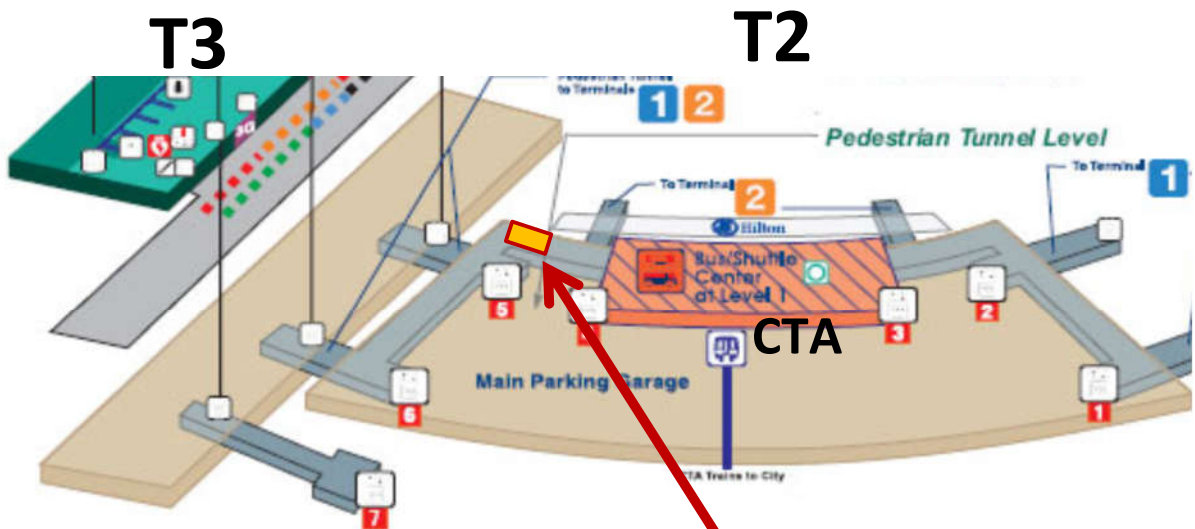 T3
T2
Pedestrian Tunnel
to Terminals
1 2
Pedestrian Tunnel Level
To Terminal 1
To Terminal 2
Hilton
Bus/Shuttle
Center
at Level 1
5
2
3
CTA
Main Parking Garage
6
1
CTA Trains to City
7